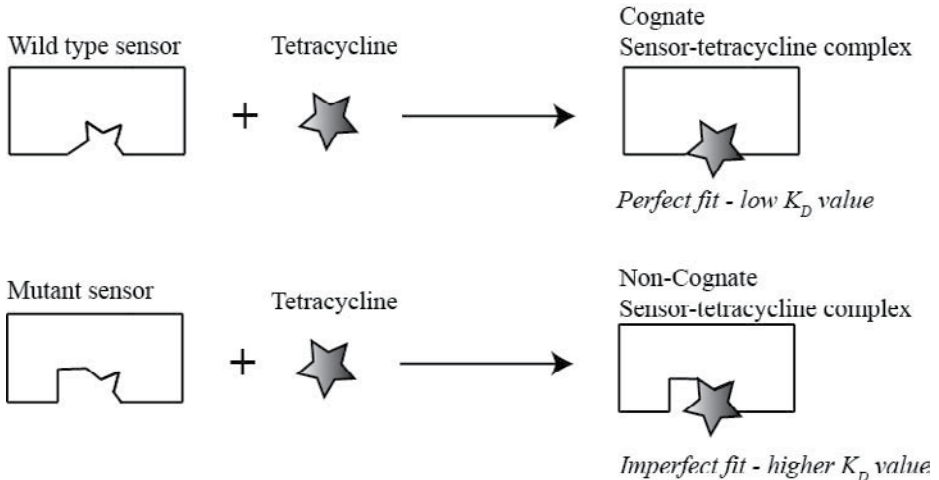 Wild type sensor
+
Tetracycline
Cognate
Sensor-tetracycline complex
Perfect fit - low K_D value
Mutant sensor
+
Tetracycline
Non-Cognate
Sensor-tetracycline complex
Imperfect fit - higher K_D value